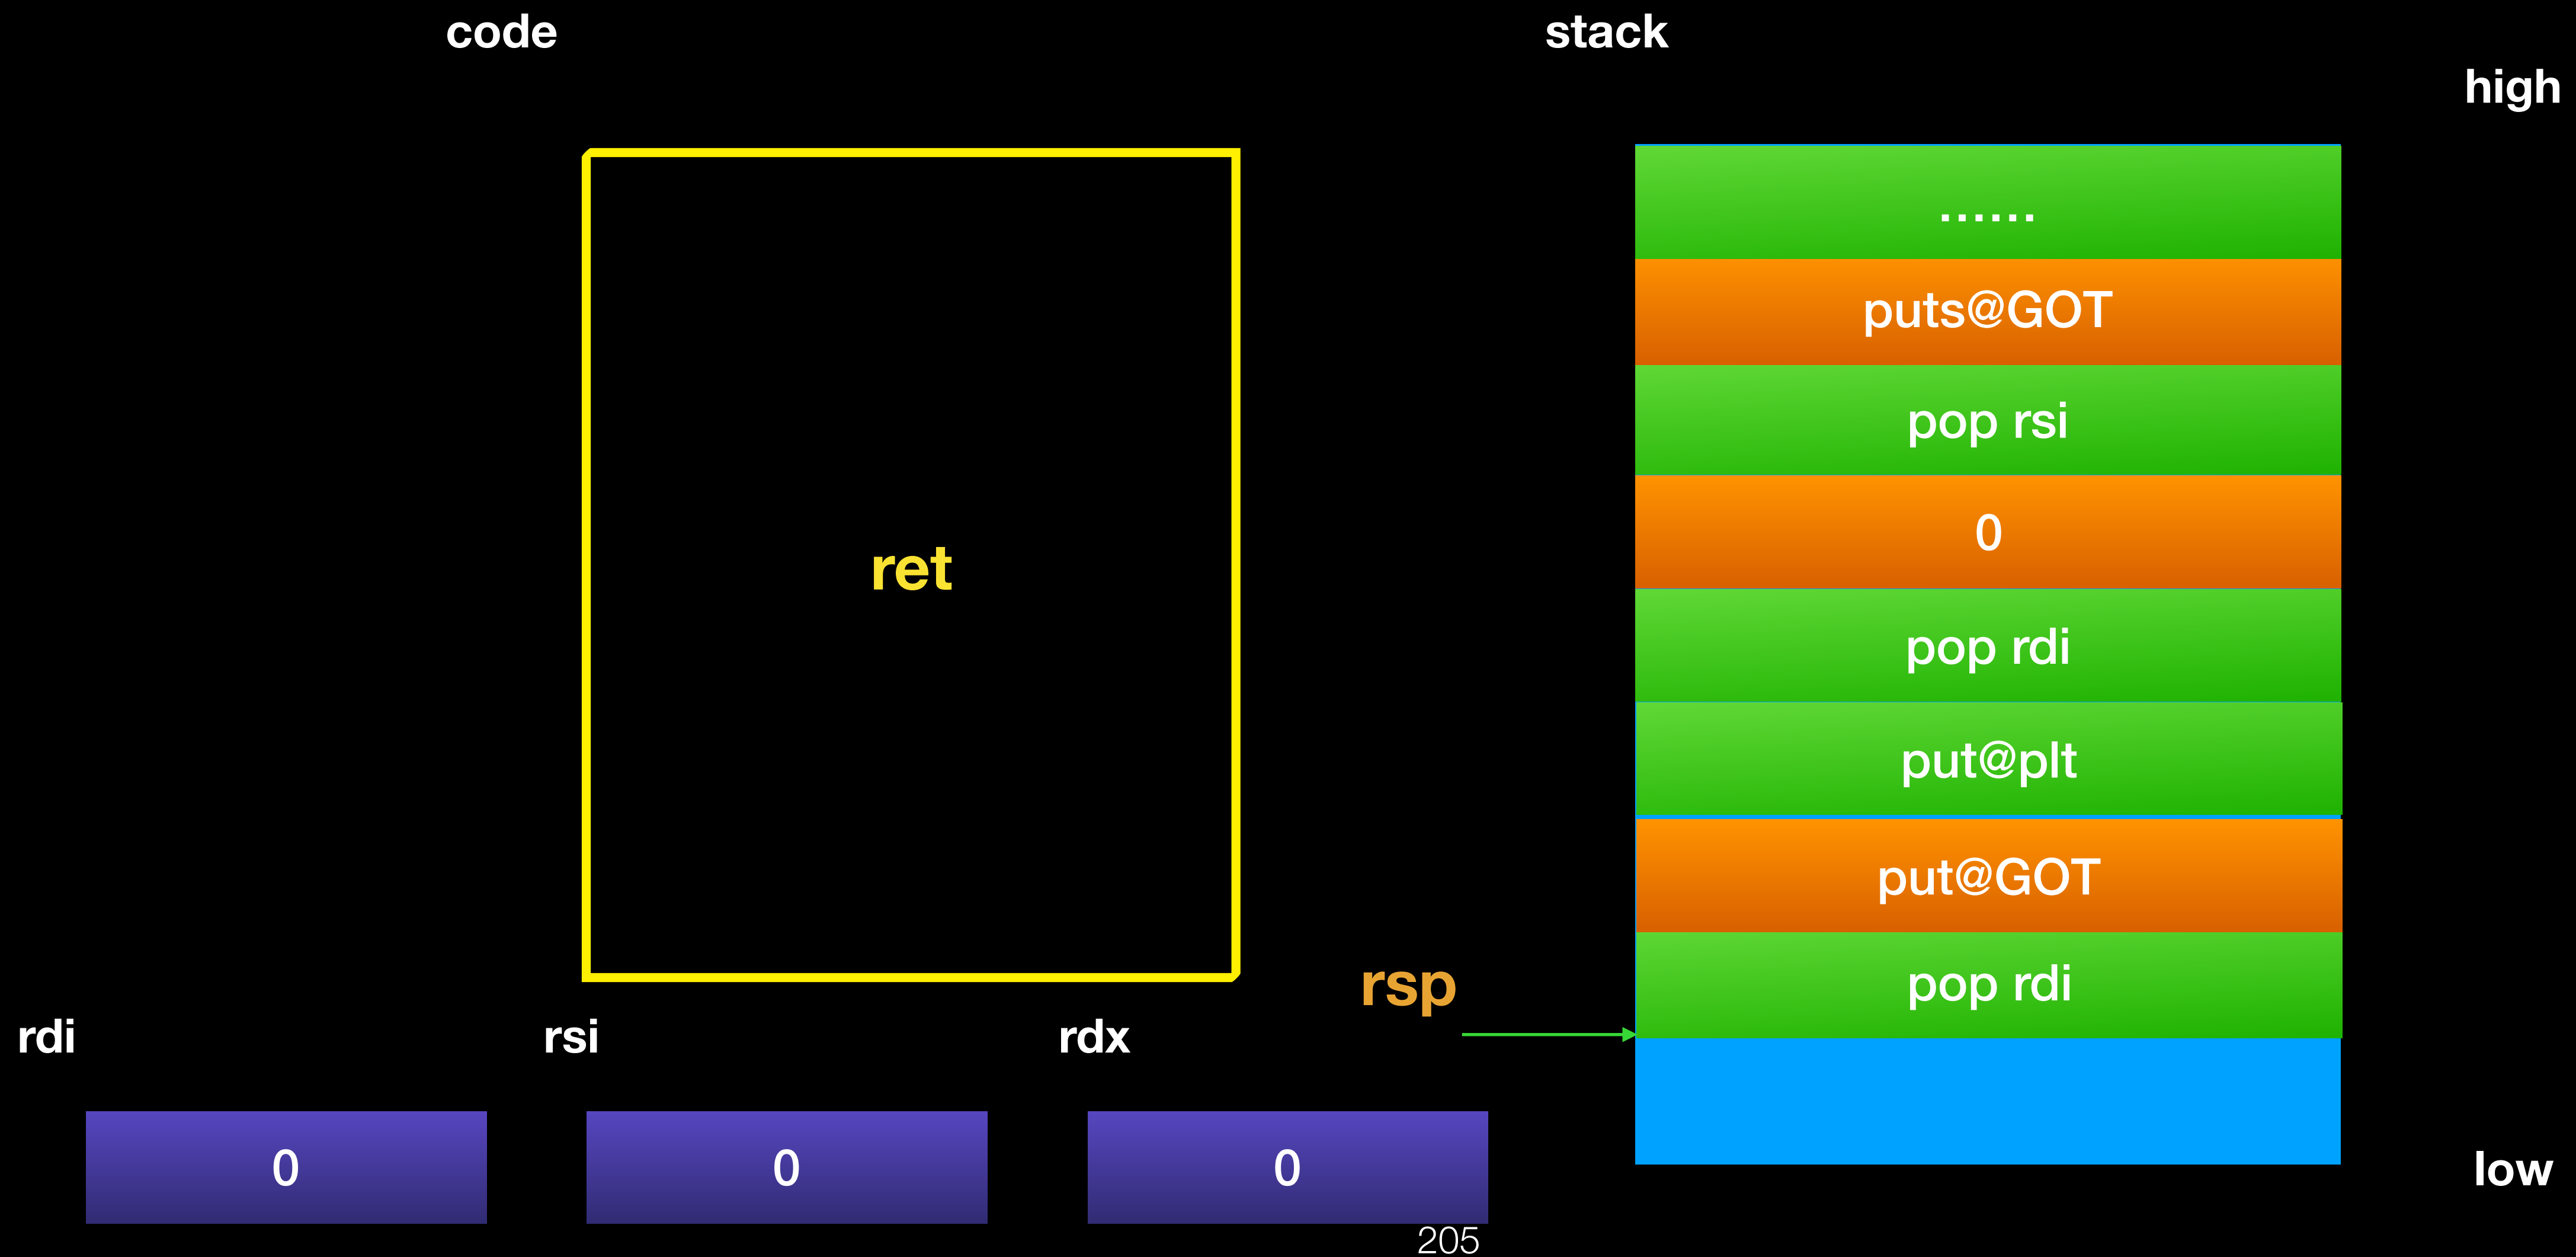 code
stack
high
......
puts@GOT
pop rsi
0
ret
pop rdi
put@plt
put@GOT
rsp
pop rdi
rdi
rsi
rdx
0
0
0
low
205